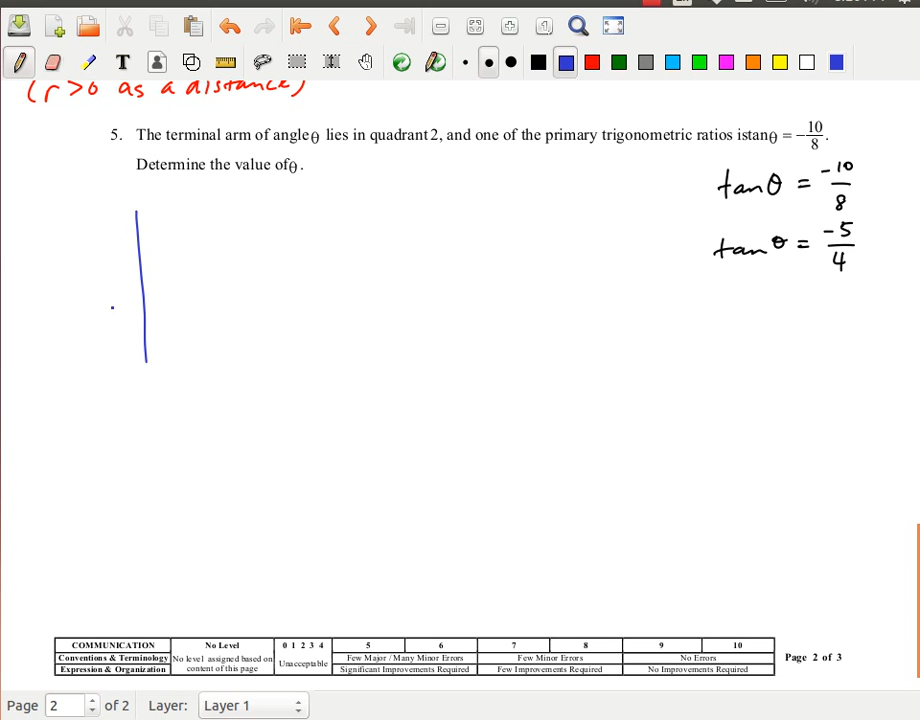 (r>0 as a distance)
5. The terminal arm of angle θ lies in quadrant 2, and one of the primary trigonometric ratios is tan θ = −10/8.
Determine the value of θ.
tan θ = -10/8
tan θ = -5/4
COMMUNICATION No Level 0 1 2 3 4 5 6 7 8 9 10
Conventions & Terminology No level assigned based on content of this page Unacceptable Few Major / Many Minor Errors Few Minor Errors No Errors
Expression & Organization Significant Improvements Required Few Improvements Required No Improvements Required
Page 2 of 3
Page 2 of 2 Layer: Layer 1